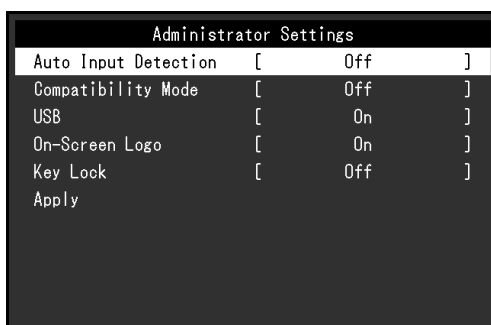 Administrator Settings
Auto Input Detection [ Off ]
Compatibility Mode [ Off ]
USB [ On ]
On-Screen Logo [ On ]
Key Lock [ Off ]
Apply